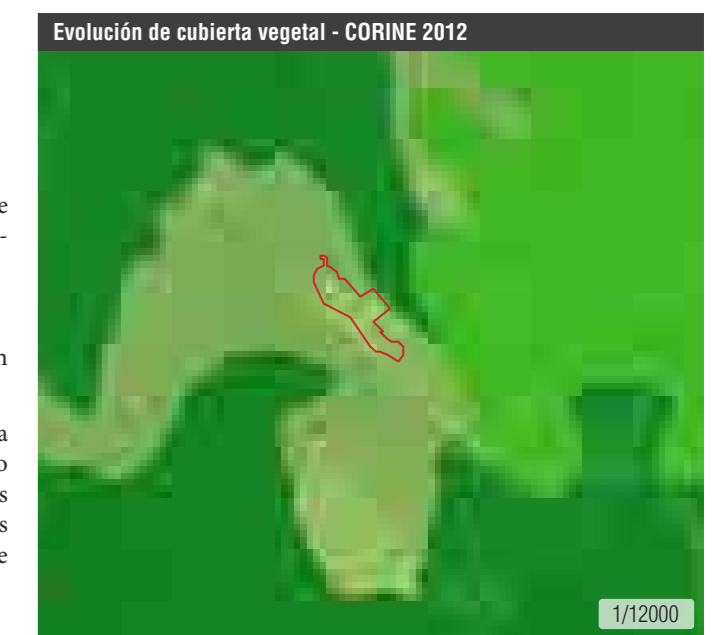 Evolución de cubierta vegetal - CORINE 2012
e
-
n
a
o
s
s
e
1/12000